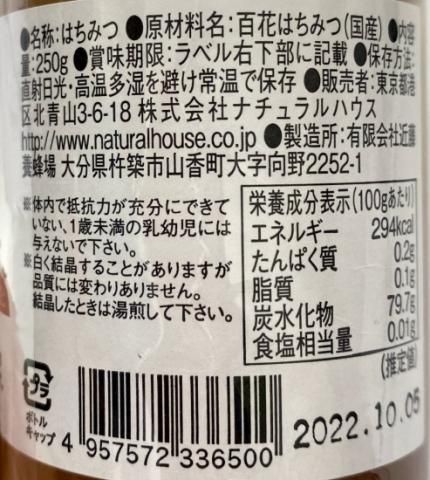 ●名称:はちみつ ●原材料名:百花はちみつ(国産) ●内容
量:250g ●賞味期限:ラベル右下部に記載 ●保存方法:
直射日光・高温多湿を避け常温で保存 ●販売者:東京都港
区北青山3-6-18 株式会社ナチュラルハウス
http://www.naturalhouse.co.jp ●製造所:有限会社近藤
養蜂場 大分県杵築市山香町大字向野2252-1
※体内で抵抗力が充分にできて
いない、1歳未満の乳幼児には
与えないで下さい。
※白く結晶することがありますが
品質には変わりありません。
結晶したときは湯煎して下さい。
栄養成分表示(100gあたり)
エネルギー 294kcal
たんぱく質 0.2g
脂質 0.1g
炭水化物 79.7g
食塩相当量 0.01g
(推定値)
プラ
ボトル
キャップ
4 957572 336500
2022.10.05